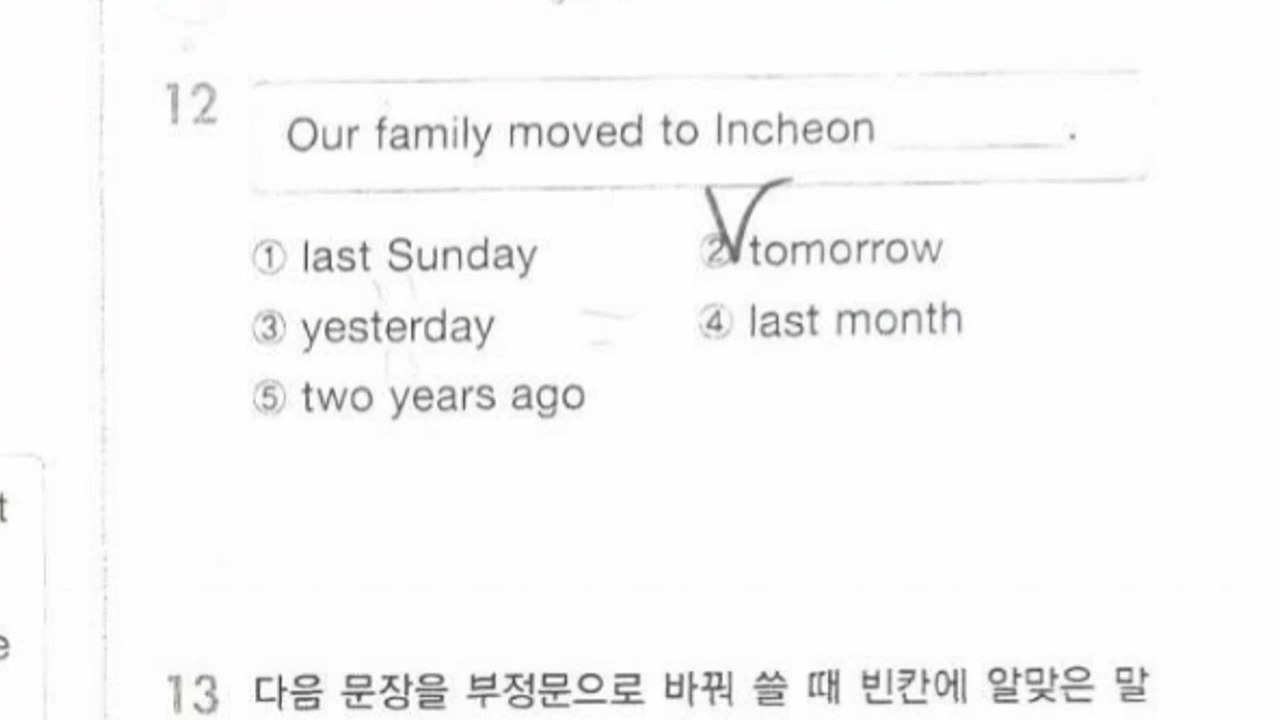 12
Our family moved to Incheon ______.
① last Sunday ② tomorrow
③ yesterday ④ last month
⑤ two years ago
t
e
13 다음 문장을 부정문으로 바꿔 쓸 때 빈칸에 알맞은 말